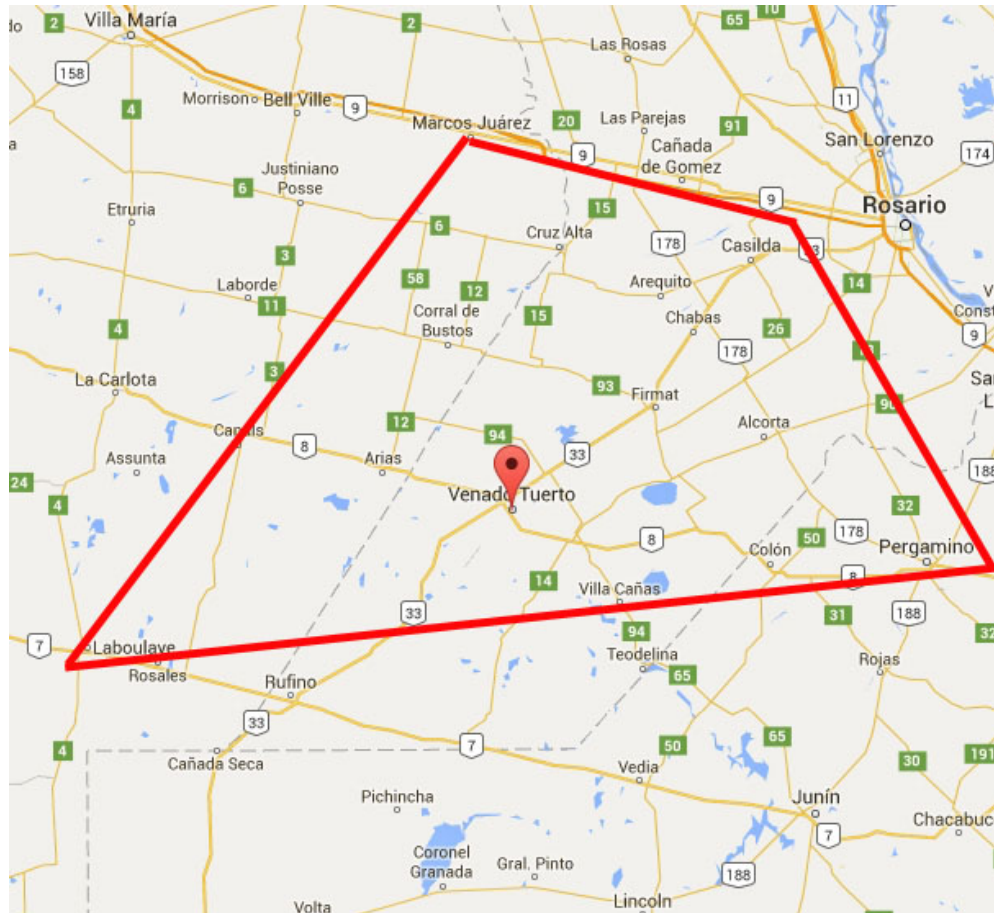 Villa María
2
2
65
10
Las Rosas
158
4
Morrison
Bell Ville
9
11
Marcos Juárez
20
Las Parejas
91
9
Cañada
de Gomez
San Lorenzo
174
Justiniano
Posse
6
Etruria
6
15
9
Rosario
Cruz Alta
178
Casilda
3
58
12
Laborde
11
Arequito
14
Corral de
Bustos
15
Chabas
26
178
9
4
3
La Carlota
93
Firmat
12
94
Alcorta
90
Canals
8
33
Assunta
Arias
24
4
Venado Tuerto
188
32
8
50
178
Colón
Pergamino
14
8
Villa Cañas
33
31
188
94
32
7
Laboulaye
Rosales
Teodelina
65
Rojas
Rufino
33
7
4
50
65
191
30
Cañada Seca
Vedia
Pichincha
Junín
7
Chacabuc
Coronel
Granada
Gral. Pinto
188
Lincoln
Volta